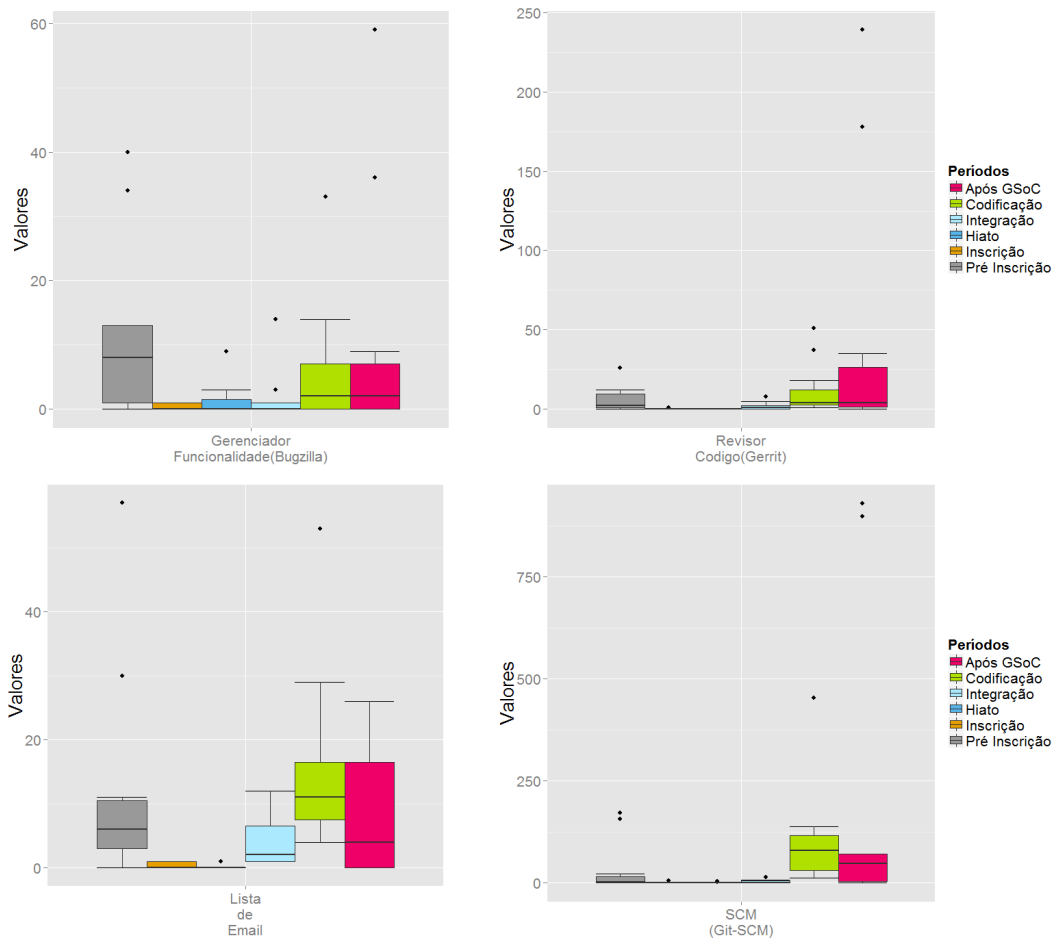 60
40
20
0
Valores
Gerenciador
Funcionalidade(Bugzilla)
250
200
150
100
50
0
Valores
Revisor
Codigo(Gerrit)
Períodos
Após GSoC
Codificação
Integração
Hiato
Inscrição
Pré Inscrição
40
20
0
Valores
Lista
de
Email
750
500
250
0
Valores
SCM
(Git-SCM)
Períodos
Após GSoC
Codificação
Integração
Hiato
Inscrição
Pré Inscrição